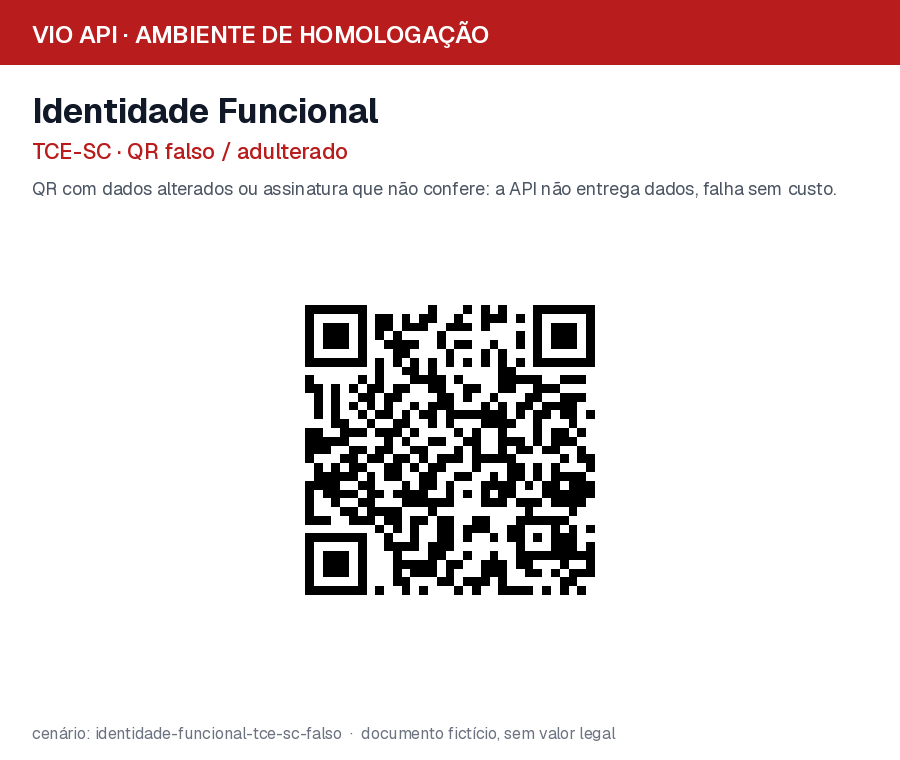 VIO API · AMBIENTE DE HOMOLOGAÇÃO
Identidade Funcional
TCE-SC · QR falso / adulterado
QR com dados alterados ou assinatura que não confere: a API não entrega dados, falha sem custo.
cenário: identidade-funcional-tce-sc-falso · documento fictício, sem valor legal